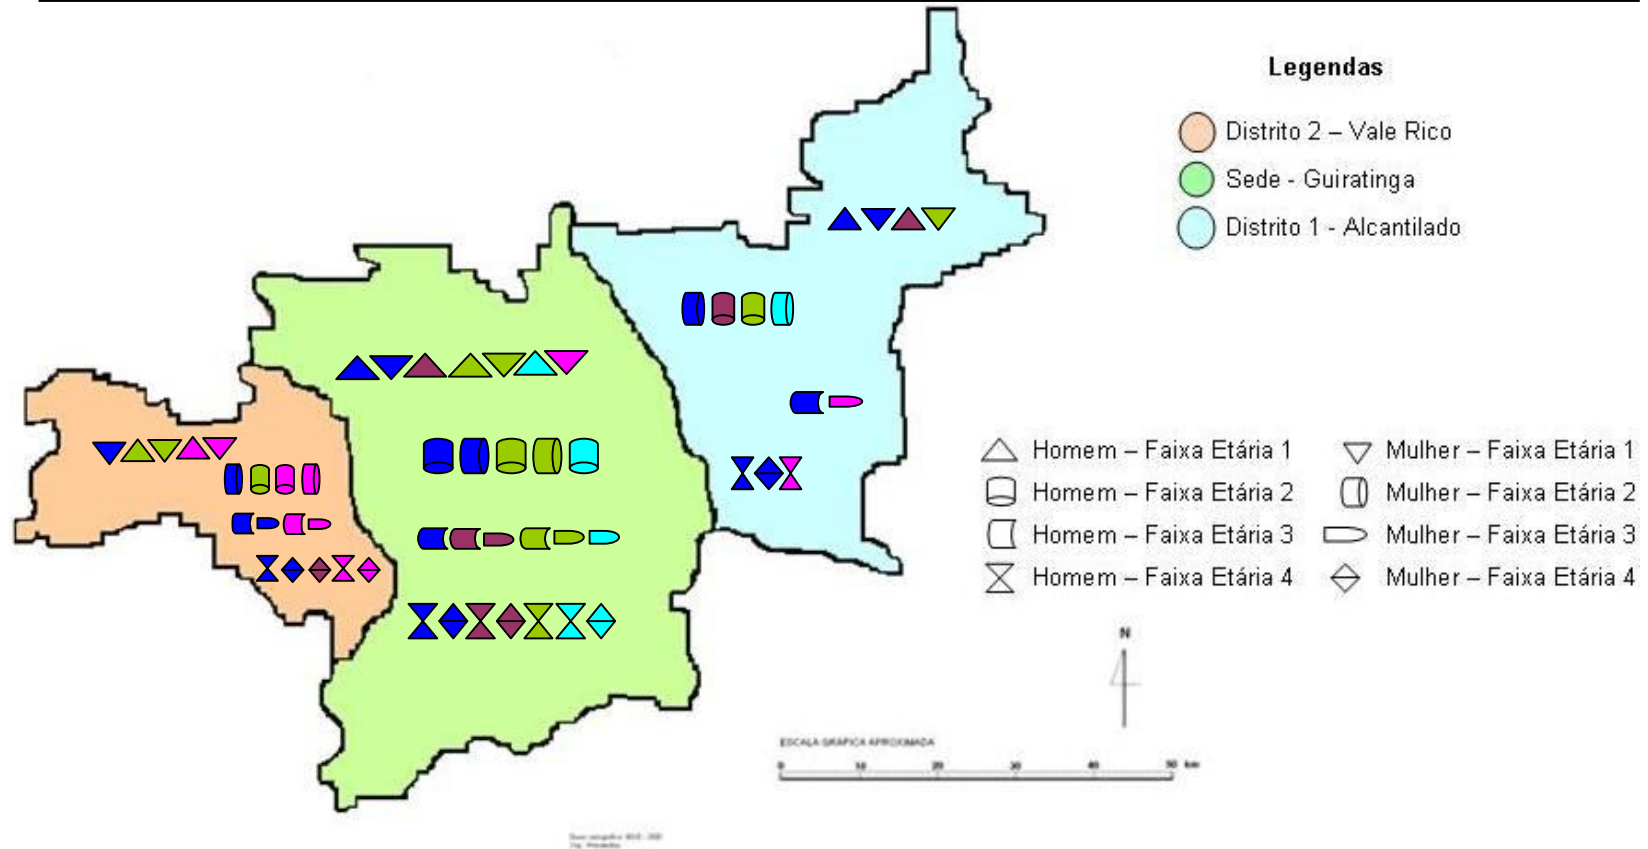 Legendas
Distrito 2 – Vale Rico
Sede - Guiratinga
Distrito 1 - Alcantilado
Homem – Faixa Etária 1
Mulher – Faixa Etária 1
Homem – Faixa Etária 2
Mulher – Faixa Etária 2
Homem – Faixa Etária 3
Mulher – Faixa Etária 3
Homem – Faixa Etária 4
Mulher – Faixa Etária 4
N
ESCALA GRÁFICA APROXIMADA
0 10 20 30 40 50 km